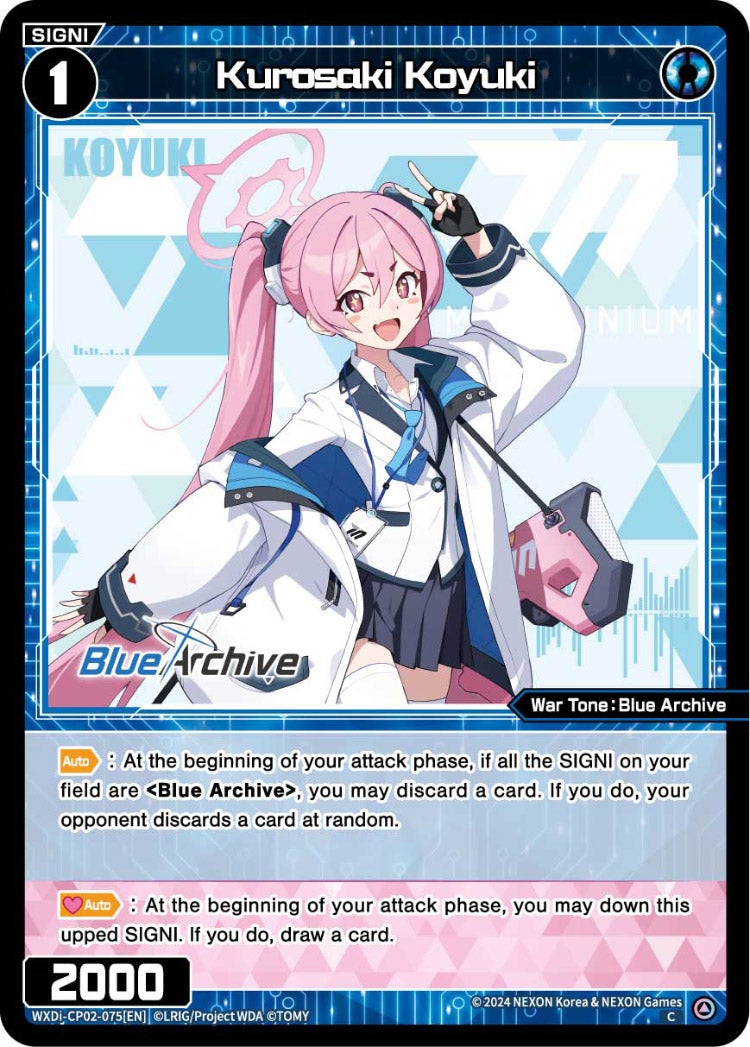 SIGNI
1
Kurosaki Koyuki
KOYUKI
Blue Archive
War Tone:Blue Archive
Auto : At the beginning of your attack phase, if all the SIGNI on your
field are <Blue Archive>, you may discard a card. If you do, your
opponent discards a card at random.
Auto : At the beginning of your attack phase, you may down this
upped SIGNI. If you do, draw a card.
2000
© 2024 NEXON Korea & NEXON Games
WXDi-CP02-075[EN] ©LRIG/Project WDA ©TOMY
C